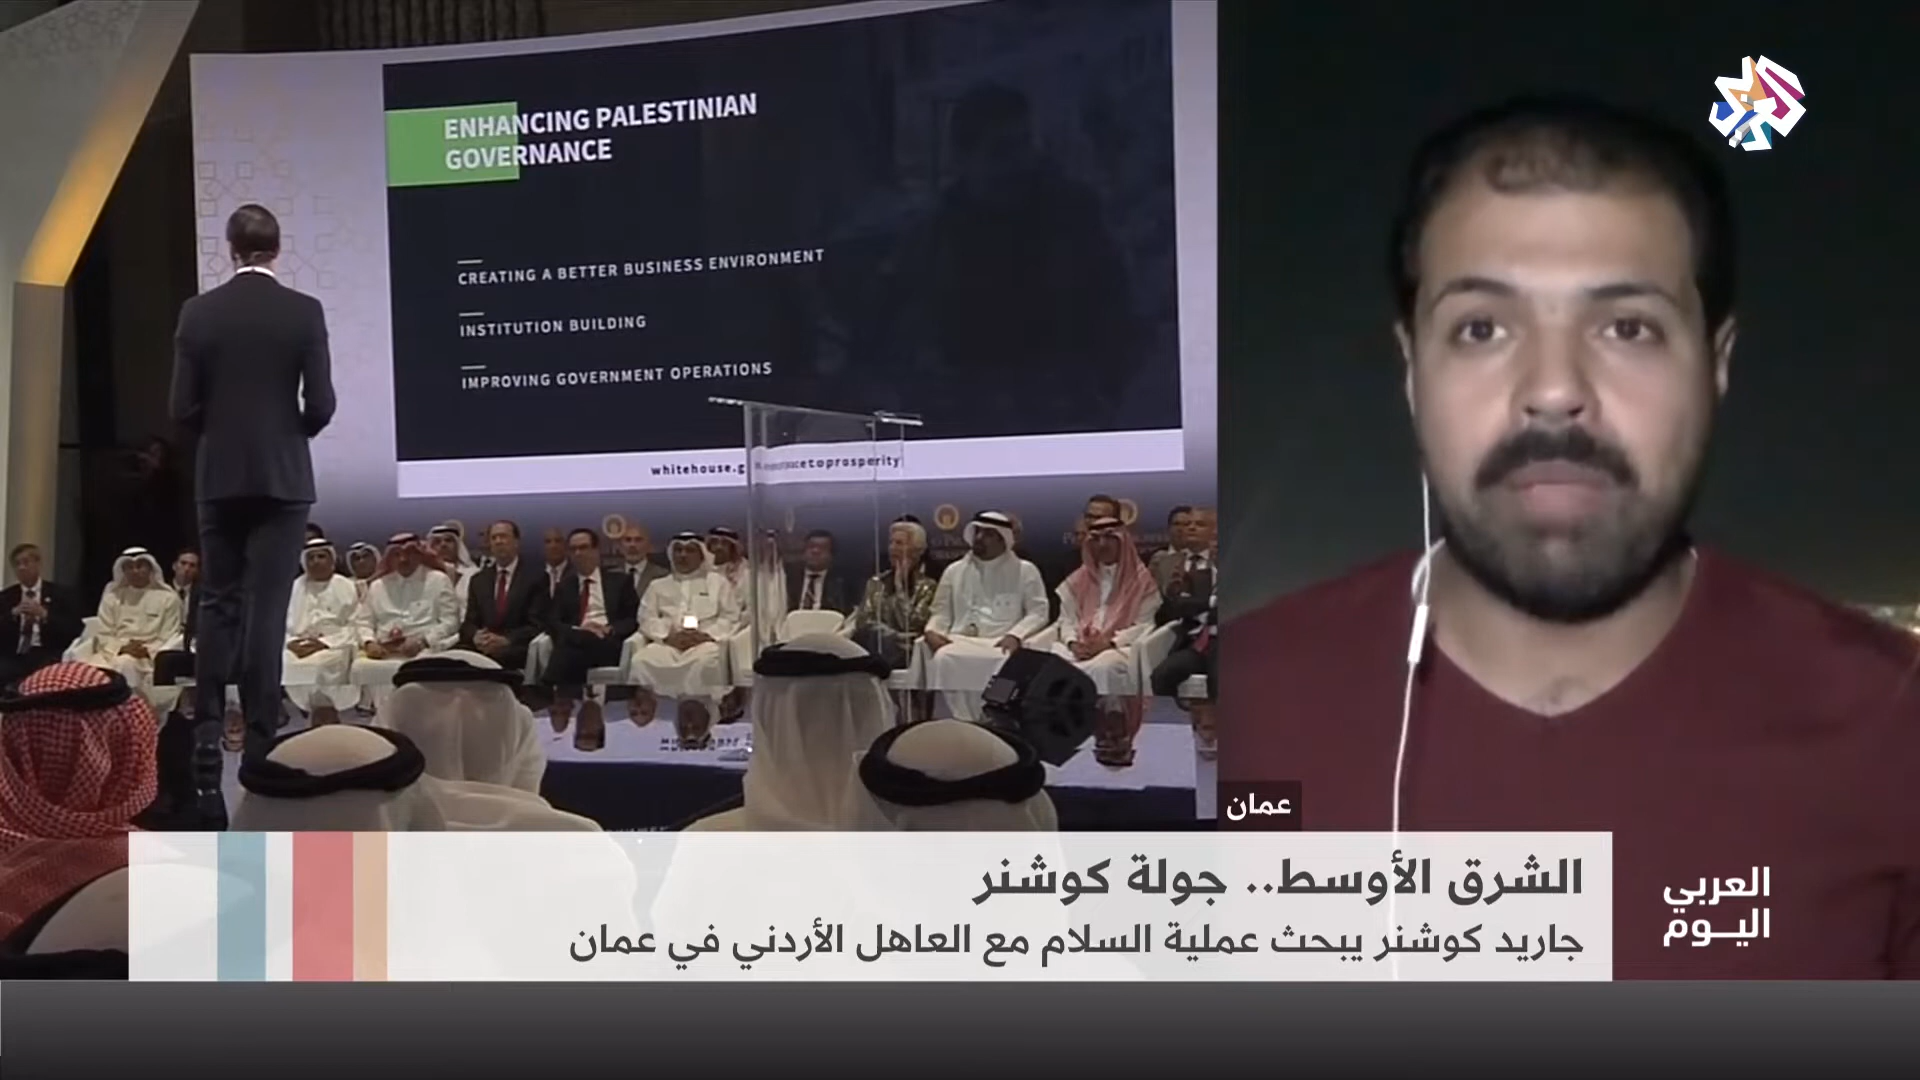 ENHANCING PALESTINIAN
GOVERNANCE
CREATING A BETTER BUSINESS ENVIRONMENT
INSTITUTION BUILDING
IMPROVING GOVERNMENT OPERATIONS
عمان
الشرق الأوسط.. جولة كوشنر
جاريد كوشنر يبحث عملية السلام مع العاهل الأردني في عمان
العربي
اليوم